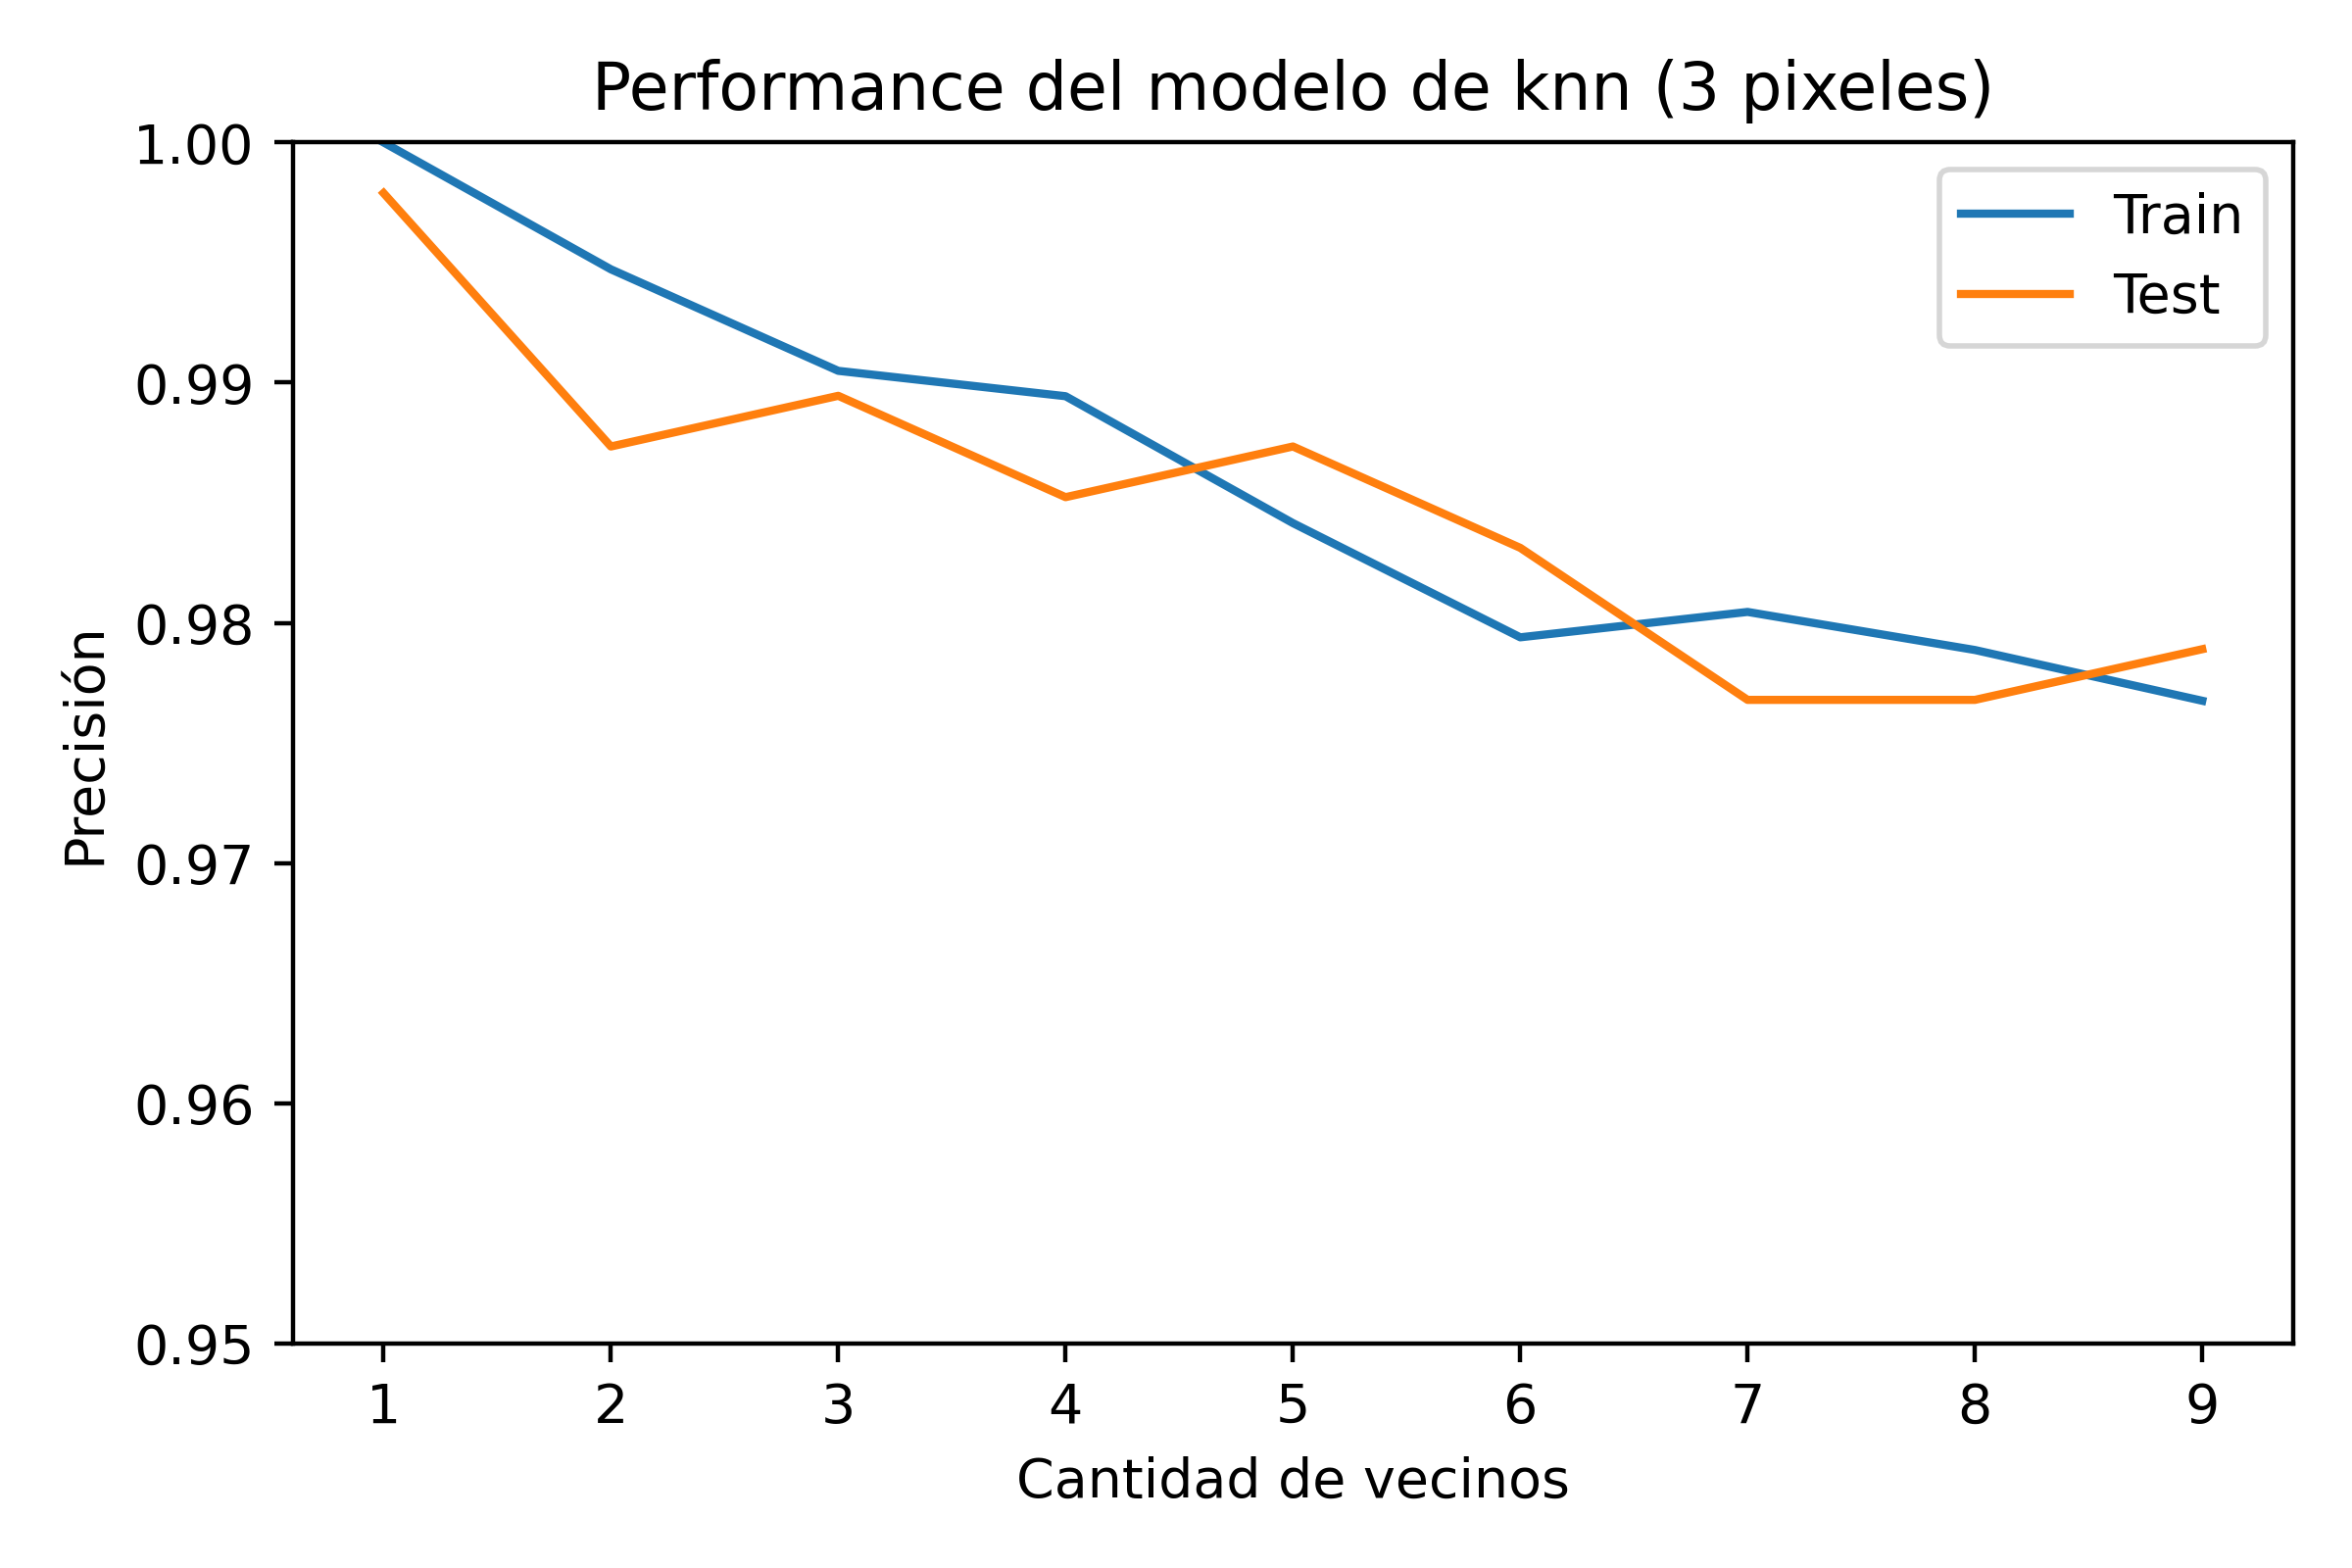 Performance del modelo de knn (3 pixeles)
1.00
0.99
0.98
0.97
0.96
0.95
Precisión
Train
Test
1 2 3 4 5 6 7 8 9
Cantidad de vecinos